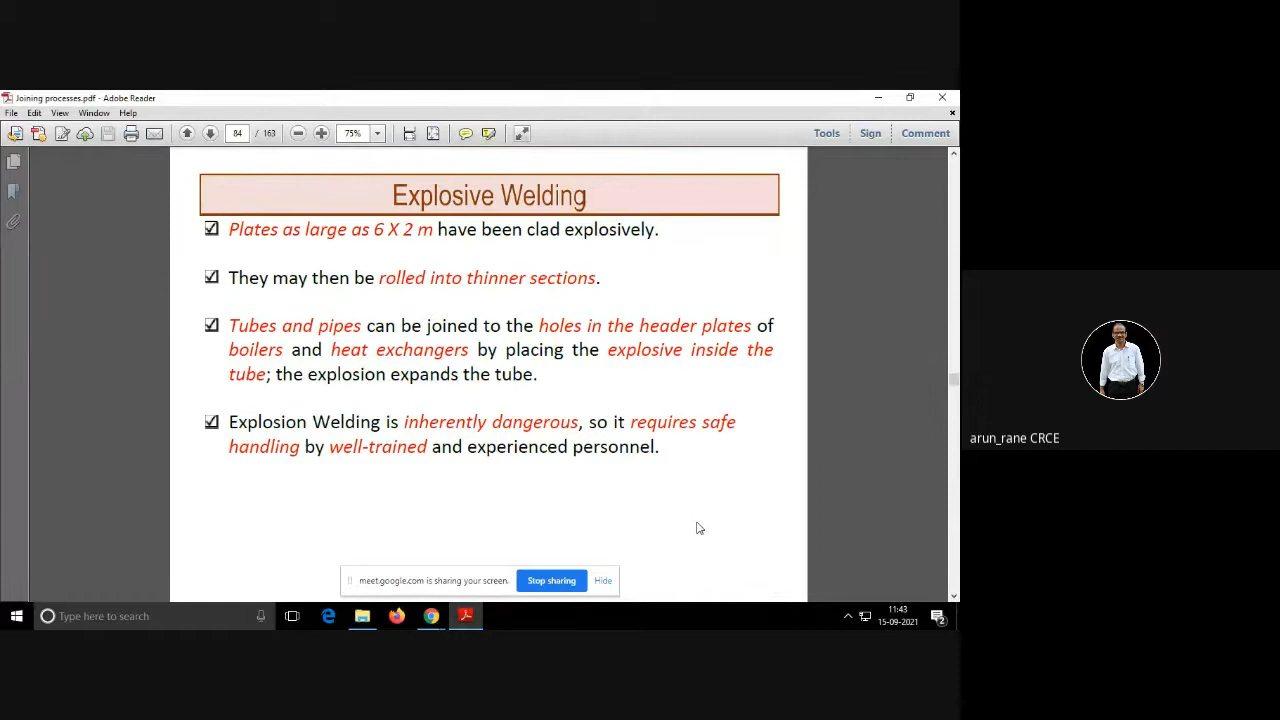 Joining processes.pdf - Adobe Reader
File Edit View Window Help
84 / 163 75% Tools Sign Comment
Explosive Welding
Plates as large as 6 X 2 m have been clad explosively.
They may then be rolled into thinner sections.
Tubes and pipes can be joined to the holes in the header plates of
boilers and heat exchangers by placing the explosive inside the
tube; the explosion expands the tube.
Explosion Welding is inherently dangerous, so it requires safe
handling by well-trained and experienced personnel.
arun_rane CRCE
meet.google.com is sharing your screen. Stop sharing Hide
Type here to search
11:43
15-09-2021
2